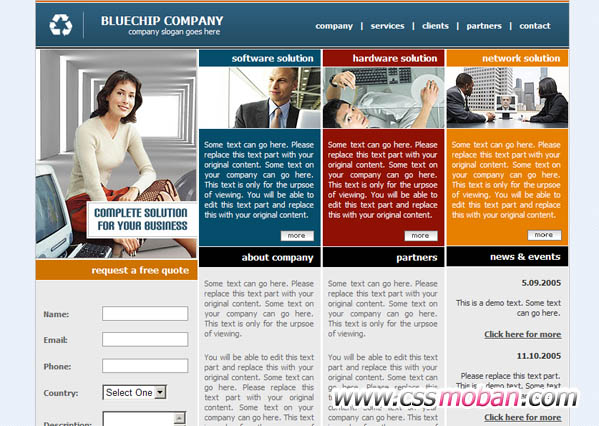 BLUECHIP COMPANY
company slogan goes here
company | services | clients | partners | contact
COMPLETE SOLUTION
FOR YOUR BUSINESS
software solution
Some text can go here. Please
replace this text part with your
original content. Some text on
your company can go here.
This text is only for the urpsoe
of viewing. You will be able to
edit this text part and replace
this with your original content.
more
hardware solution
Some text can go here. Please
replace this text part with your
original content. Some text on
your company can go here.
This text is only for the urpsoe
of viewing. You will be able to
edit this text part and replace
this with your original content.
more
network solution
Some text can go here. Please
replace this text part with your
original content. Some text on
your company can go here.
This text is only for the urpsoe
of viewing. You will be able to
edit this text part and replace
this with your original content.
more
request a free quote
Name:
Email:
Phone:
Country:
Select One
Description:
about company
Some text can go here. Please
replace this text part with your
original content. Some text on
your company can go here.
This text is only for the urpsoe
of viewing.
You will be able to edit this text
part and replace this with your
original content. Some text can
go here. Please replace this
text part with your original
content. Some text on your
company can go here. This text
partners
Some text can go here. Please
replace this text part with your
original content. Some text on
your company can go here.
This text is only for the urpsoe
of viewing.
You will be able to edit this text
part and replace this with your
original content. Some text can
go here. Please replace this
text part with your original
content. Some text on your
company can go here. This text
news & events
5.09.2005
This is a demo text. Some text
can go here.
Click here for more
11.10.2005
Please replace this text part.
This is a demo text. Some text
Click here for more
www.cssmoban.com